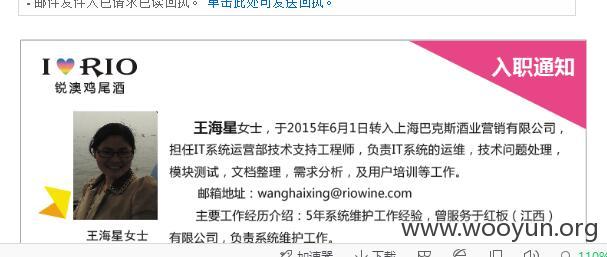 - 邮件发件人已请求已读回执。 单击此处可发送回执。
I RIO
锐澳鸡尾酒
入职通知
王海星女士，于2015年6月1日转入上海巴克斯酒业营销有限公司，
担任IT系统运营部技术支持工程师，负责IT系统的运维，技术问题处理，
模块测试，文档整理，需求分析，及用户培训等工作。
邮箱地址：wanghaixing@riowine.com
主要工作经历介绍：5年系统维护工作经验，曾服务于红板（江西）
有限公司，负责系统维护工作。
王海星女士
www.wooyun.org
加速器
下载
110%